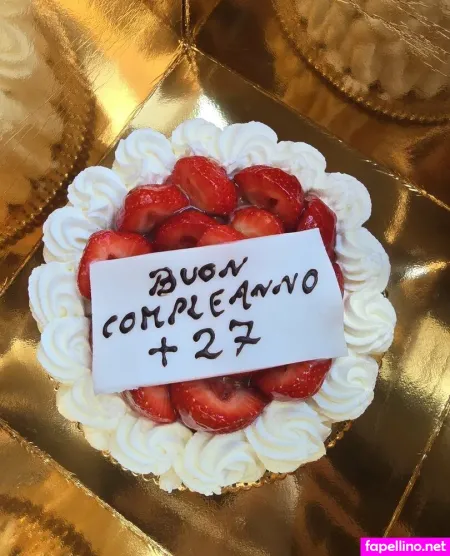 BUON
COMPLEANNO
+ 27
fapellino.net